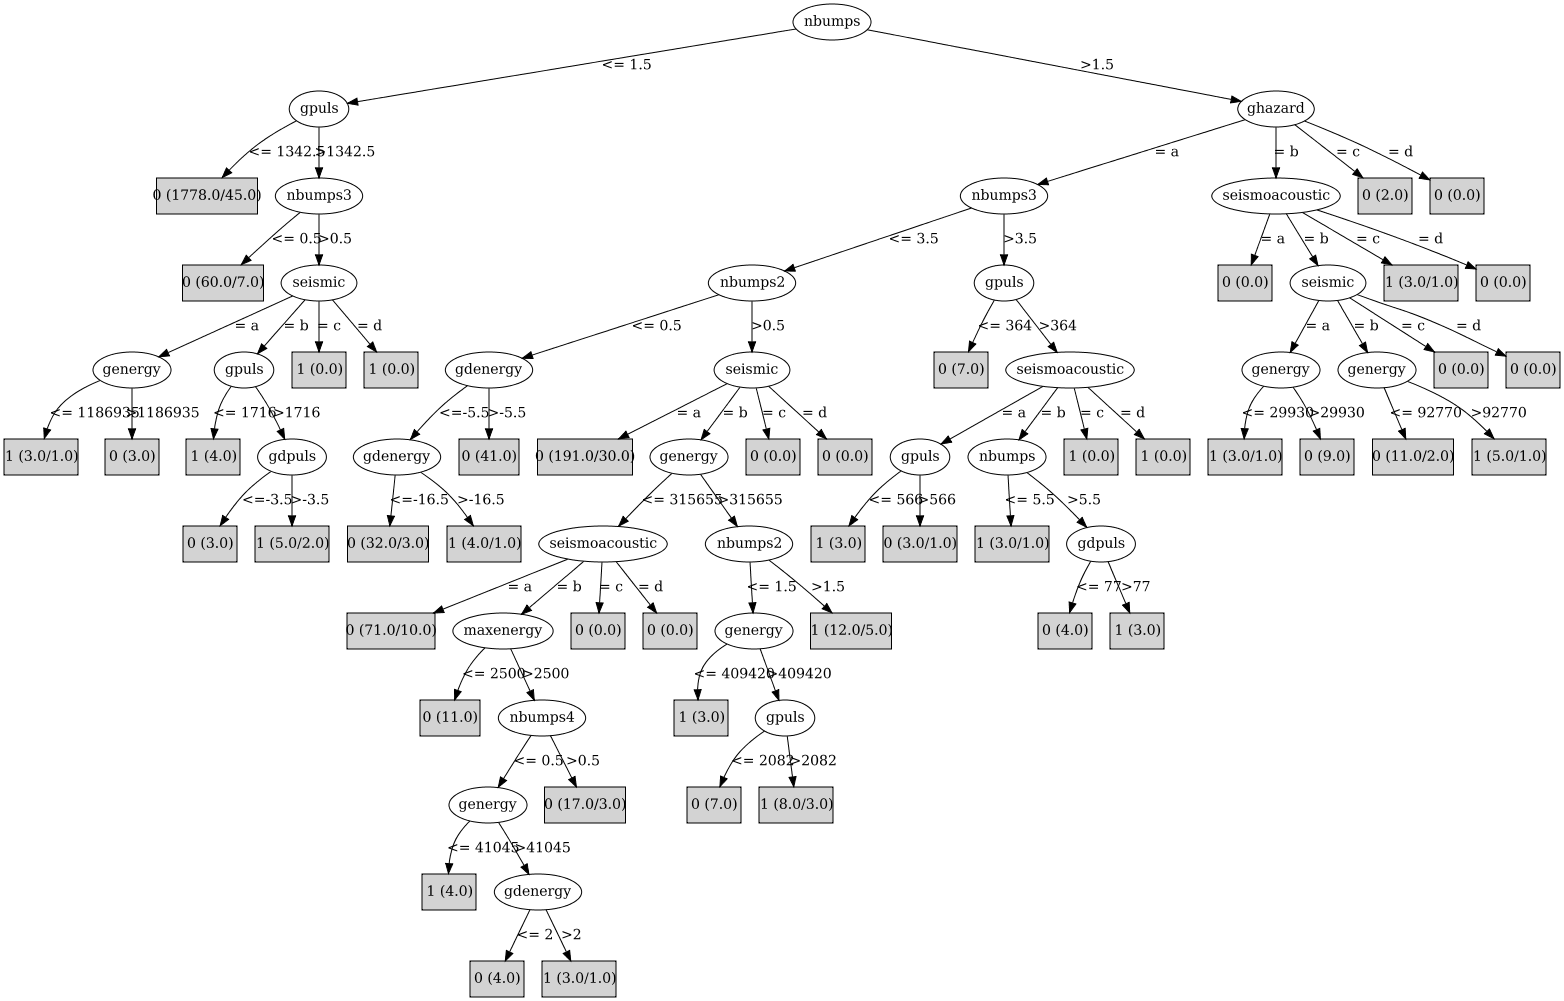 nbumps
<= 1.5
>1.5
gpuls
ghazard
<= 1342.5
>1342.5
= a
= b
= c
= d
0 (1778.0/45.0)
nbumps3
nbumps3
seismoacoustic
0 (2.0)
0 (0.0)
<= 0.5
>0.5
<= 3.5
>3.5
= a
= b
= c
= d
0 (60.0/7.0)
seismic
nbumps2
gpuls
0 (0.0)
seismic
1 (3.0/1.0)
0 (0.0)
= a
= b
= c
= d
<= 0.5
>0.5
<= 364
>364
= a
= b
= c
= d
genergy
gpuls
1 (0.0)
1 (0.0)
gdenergy
seismic
0 (7.0)
seismoacoustic
genergy
genergy
0 (0.0)
0 (0.0)
<= 1186935
>1186935
<= 1716
>1716
<=-5.5
>-5.5
= a
= b
= c
= d
= a
= b
= c
= d
<= 29930
>29930
<= 92770
>92770
1 (3.0/1.0)
0 (3.0)
1 (4.0)
gdpuls
gdenergy
0 (41.0)
0 (191.0/30.0)
genergy
0 (0.0)
0 (0.0)
gpuls
nbumps
1 (0.0)
1 (0.0)
1 (3.0/1.0)
0 (9.0)
0 (11.0/2.0)
1 (5.0/1.0)
<=-3.5
>-3.5
<=-16.5
>-16.5
<= 315655
>315655
<= 566
>566
<= 5.5
>5.5
0 (3.0)
1 (5.0/2.0)
0 (32.0/3.0)
1 (4.0/1.0)
seismoacoustic
nbumps2
1 (3.0)
0 (3.0/1.0)
1 (3.0/1.0)
gdpuls
= a
= b
= c
= d
<= 1.5
>1.5
<= 77
>77
0 (71.0/10.0)
maxenergy
0 (0.0)
0 (0.0)
genergy
1 (12.0/5.0)
0 (4.0)
1 (3.0)
<= 2500
>2500
<= 409420
>409420
0 (11.0)
nbumps4
1 (3.0)
gpuls
<= 0.5
>0.5
<= 2082
>2082
genergy
0 (17.0/3.0)
0 (7.0)
1 (8.0/3.0)
<= 41045
>41045
1 (4.0)
gdenergy
<= 2
>2
0 (4.0)
1 (3.0/1.0)